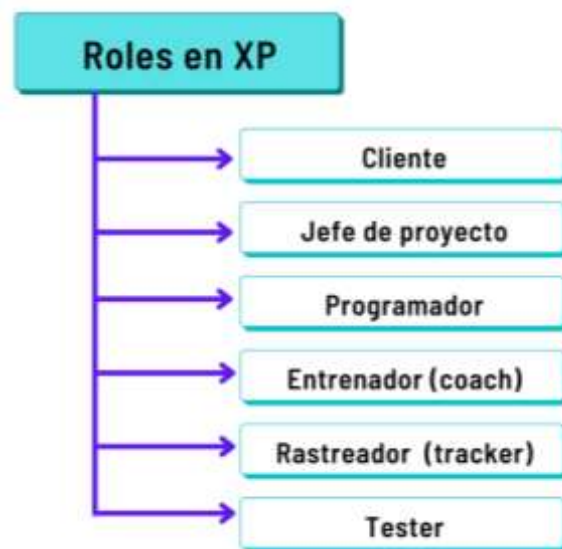 Roles en XP
Cliente
Jefe de proyecto
Programador
Entrenador (coach)
Rastreador (tracker)
Tester